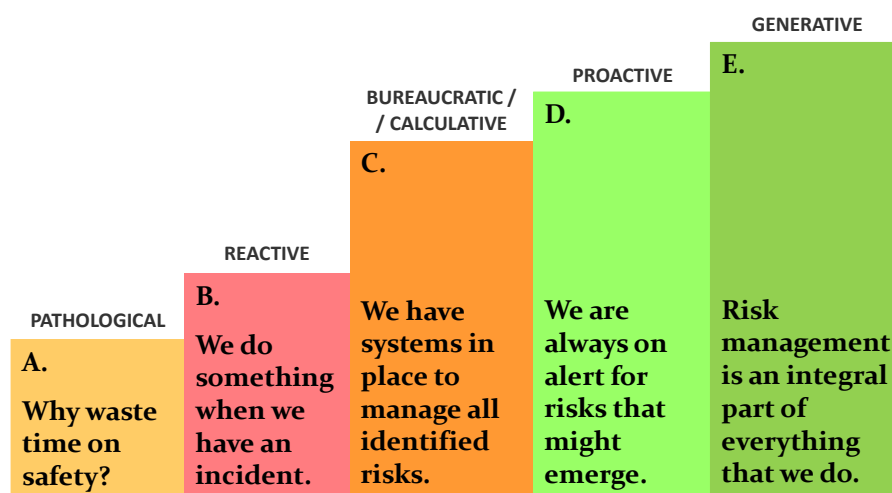 PATHOLOGICAL
A.
Why waste
time on
safety?
REACTIVE
B.
We do
something
when we
have an
incident.
BUREAUCRATIC /
/ CALCULATIVE
C.
We have
systems in
place to
manage all
identified
risks.
PROACTIVE
D.
We are
always on
alert for
risks that
might
emerge.
GENERATIVE
E.
Risk
management
is an integral
part of
everything
that we do.